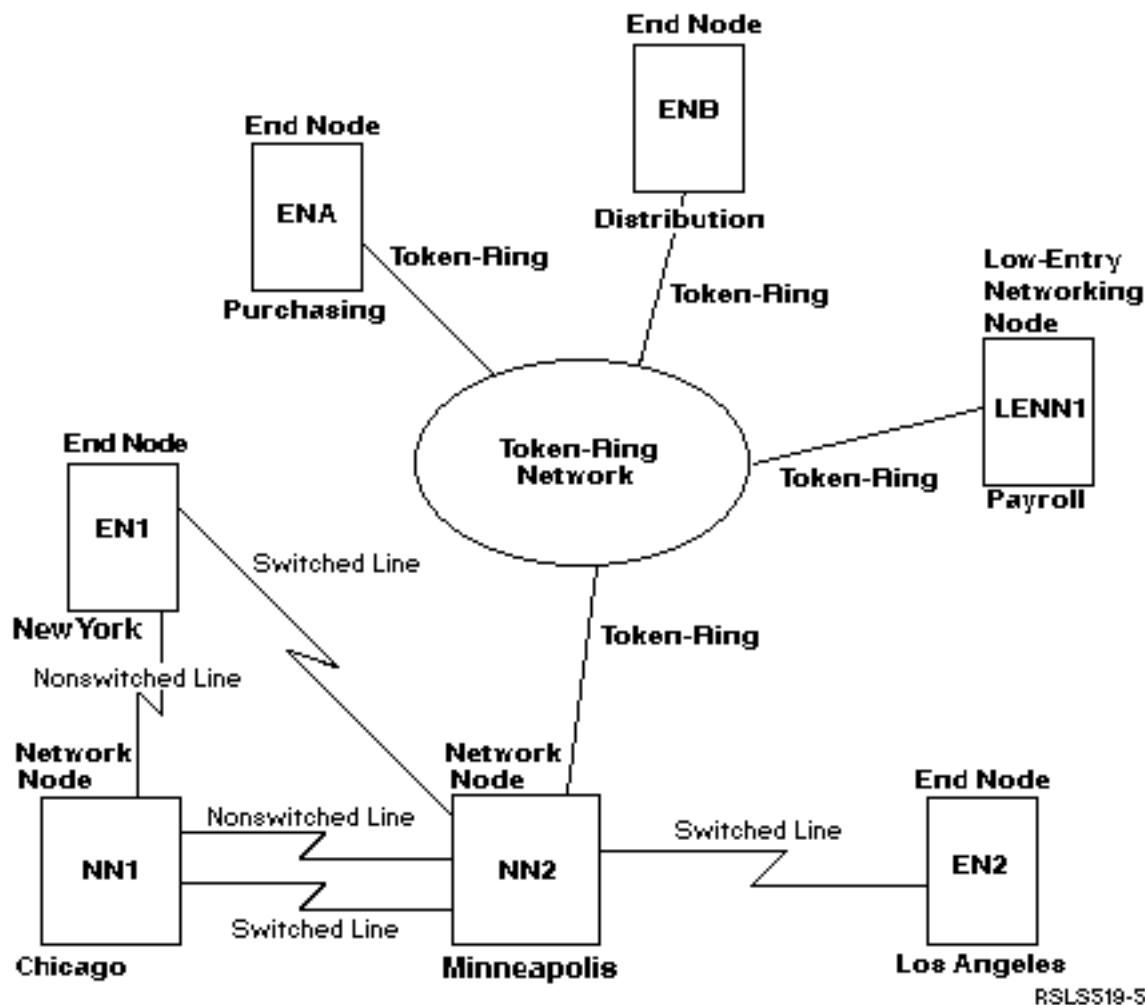 End Node
ENB
Distribution
End Node
ENA
Purchasing
Token-Ring
Token-Ring
Low-Entry
Networking
Node
LENN1
Payroll
Token-Ring
Token-Ring
Network
End Node
EN1
New York
Switched Line
Token-Ring
Nonswitched Line
Network
Node
NN1
Chicago
Nonswitched Line
Switched Line
Network
Node
NN2
Minneapolis
Switched Line
End Node
EN2
Los Angeles
RSLS519-5